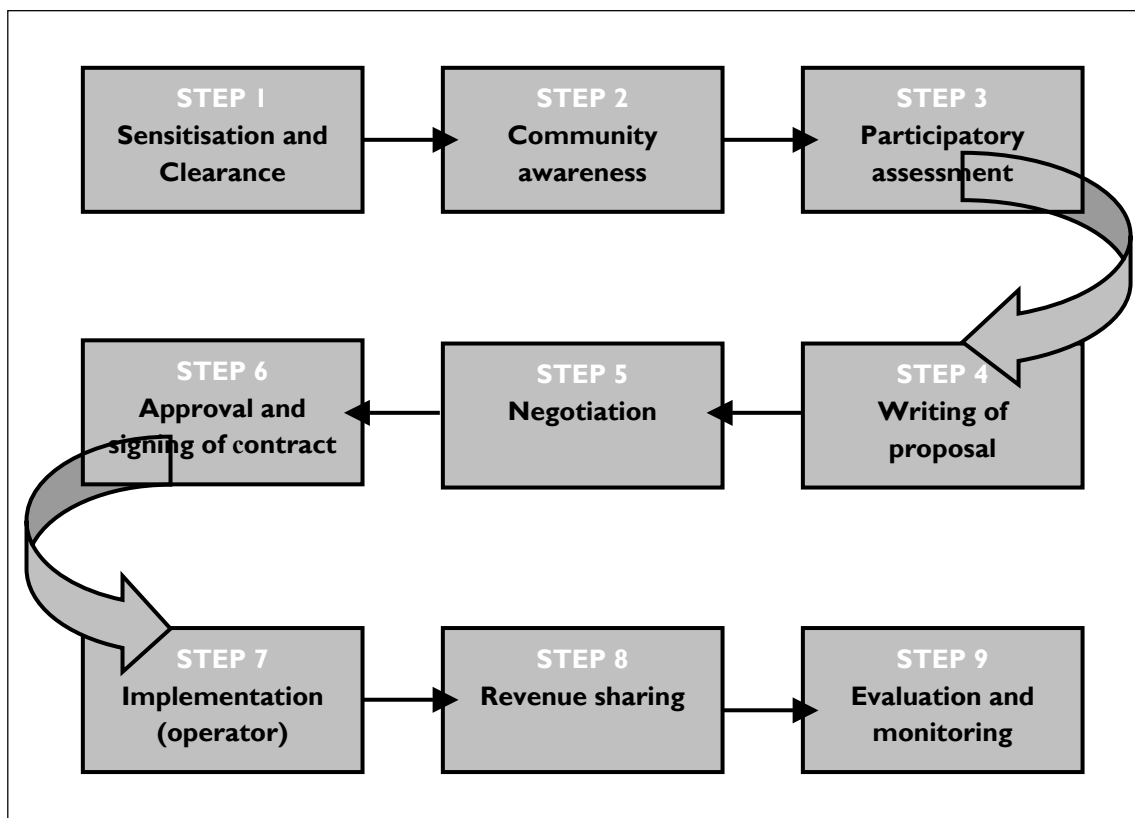 STEP 1
Sensitisation and
Clearance
STEP 2
Community
awareness
STEP 3
Participatory
assessment
STEP 6
Approval and
signing of contract
STEP 5
Negotiation
STEP 4
Writing of
proposal
STEP 7
Implementation
(operator)
STEP 8
Revenue sharing
STEP 9
Evaluation and
monitoring